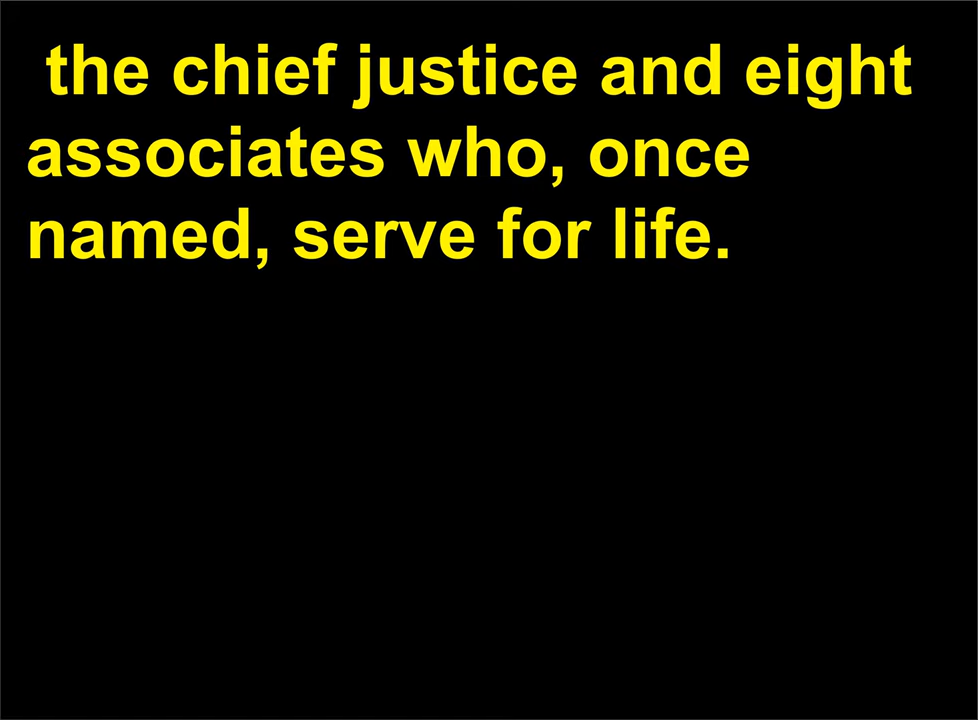 the chief justice and eight
associates who, once
named, serve for life.